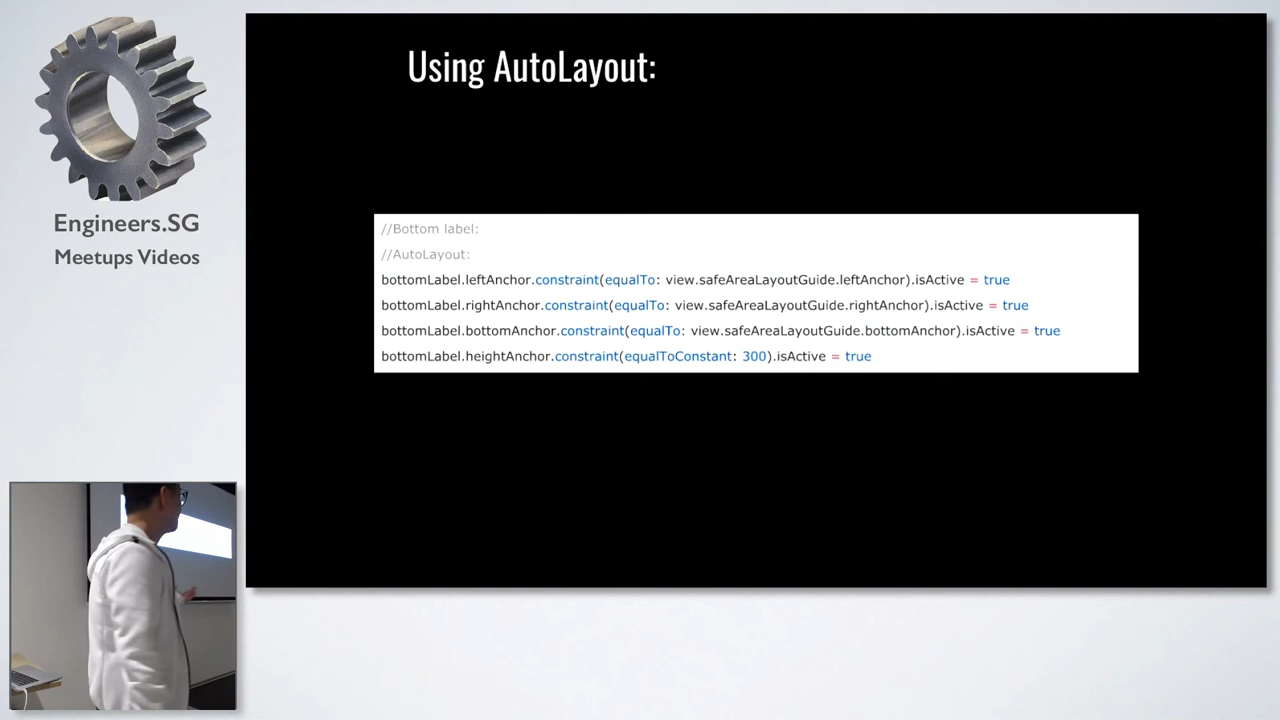 Engineers.SG
Meetups Videos
Using AutoLayout:
//Bottom label:
//AutoLayout:
bottomLabel.leftAnchor.constraint(equalTo: view.safeAreaLayoutGuide.leftAnchor).isActive = true
bottomLabel.rightAnchor.constraint(equalTo: view.safeAreaLayoutGuide.rightAnchor).isActive = true
bottomLabel.bottomAnchor.constraint(equalTo: view.safeAreaLayoutGuide.bottomAnchor).isActive = true
bottomLabel.heightAnchor.constraint(equalToConstant: 300).isActive = true